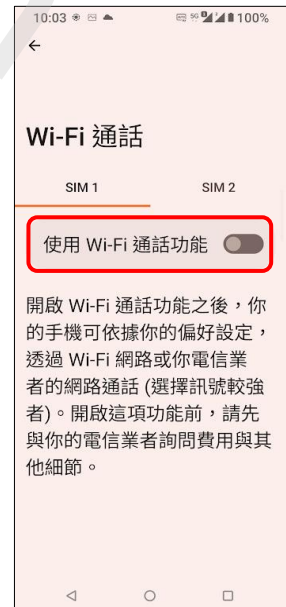 10:03 5G 100%
Wi-Fi 通話
SIM 1 SIM 2
使用 Wi-Fi 通話功能
開啟 Wi-Fi 通話功能之後，你
的手機可依據你的偏好設定，
透過 Wi-Fi 網路或你電信業
者的網路通話 (選擇訊號較強
者)。開啟這項功能前，請先
與你的電信業者詢問費用與其
他細節。